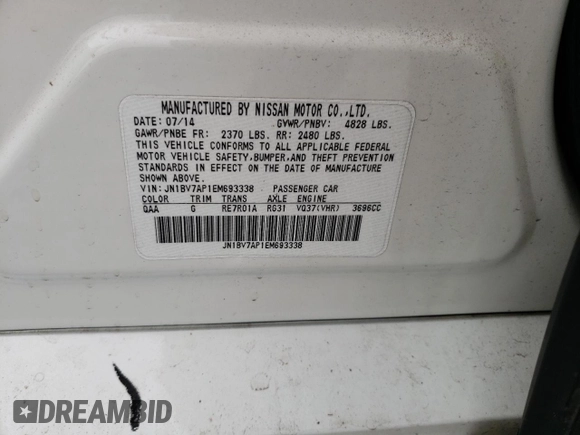 MANUFACTURED BY NISSAN MOTOR CO.,LTD.
DATE: 07/14 GVWR/PNBV: 4828 LBS.
GAWR/PNBE FR: 2370 LBS. RR: 2480 LBS.
THIS VEHICLE CONFORMS TO ALL APPLICABLE FEDERAL
MOTOR VEHICLE SAFETY,BUMPER,AND THEFT PREVENTION
STANDARDS IN EFFECT ON THE DATE OF MANUFACTURE
SHOWN ABOVE.
VIN: JN1BV7AP1EM693338 PASSENGER CAR
COLOR TRIM TRANS AXLE ENGINE
QAA G RE7R01A RG31 VQ37(VHR) 3696CC
JN1BV7AP1EM693338
DREAMBID